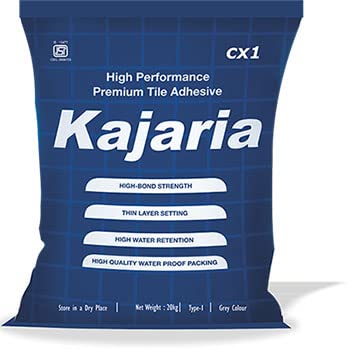 CX1
High Performance
Premium Tile Adhesive
Kajaria
HIGH-BOND STRENGTH
THIN LAYER SETTING
HIGH WATER RETENTION
HIGH QUALITY WATER PROOF PACKING
Store in a Dry Place Net Weight : 20kg Type-1 Grey Colour